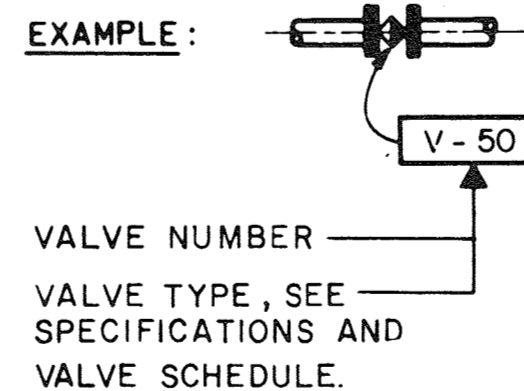 EXAMPLE:
V - 50
VALVE NUMBER
VALVE TYPE, SEE
SPECIFICATIONS AND
VALVE SCHEDULE.